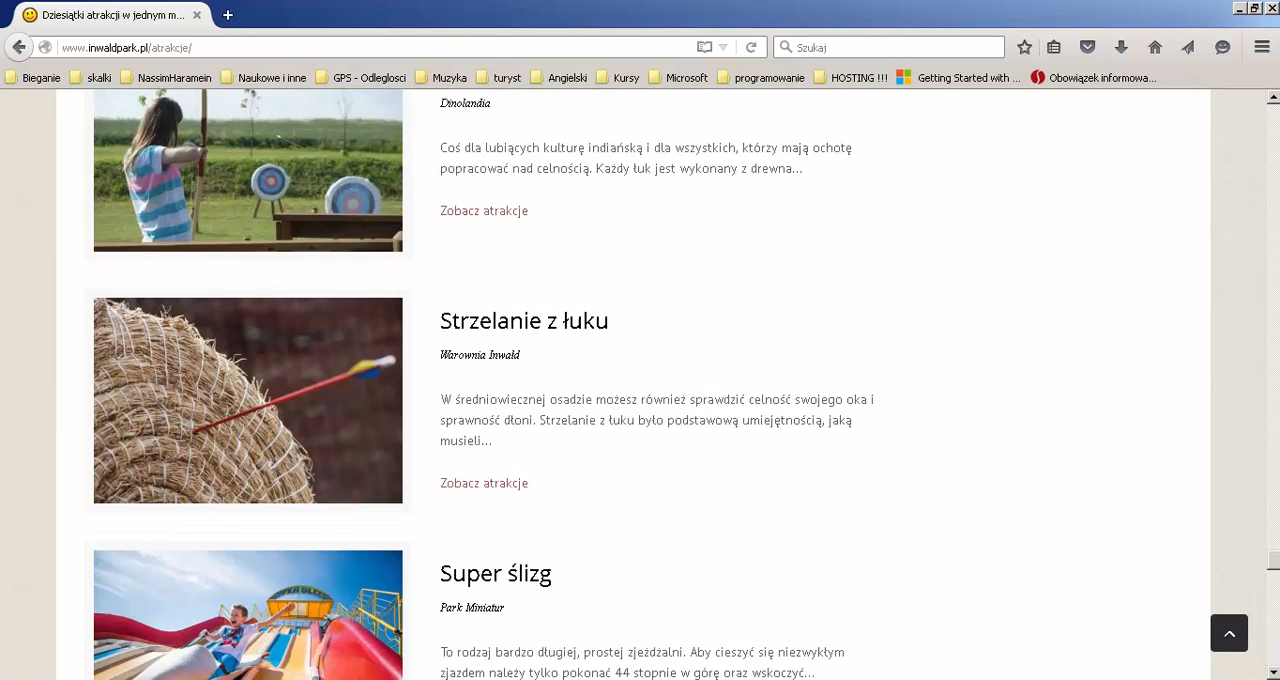 Dziesiątki atrakcji w jednym m...
www.inwaldpark.pl/atrakcje/
Szukaj
Bieganie skalki NassimHaramein Naukowe i inne GPS - Odleglosci Muzyka turyst Angielski Kursy Microsoft programowanie HOSTING !!! Getting Started with ... Obowiązek informowa...
Dinolandia
Coś dla lubiących kulturę indiańską i dla wszystkich, którzy mają ochotę
popracować nad celnością. Każdy łuk jest wykonany z drewna...
Zobacz atrakcje
Strzelanie z łuku
Warownia Inwałd
W średniowiecznej osadzie możesz również sprawdzić celność swojego oka i
sprawność dłoni. Strzelanie z łuku było podstawową umiejętnością, jaką
musieli...
Zobacz atrakcje
SUPER ŚLIZG
Super ślizg
Park Miniatur
To rodzaj bardzo długiej, prostej zjeżdżalni. Aby cieszyć się niezwykłym
zjazdem należy tylko pokonać 44 stopnie w górę oraz wskoczyć...